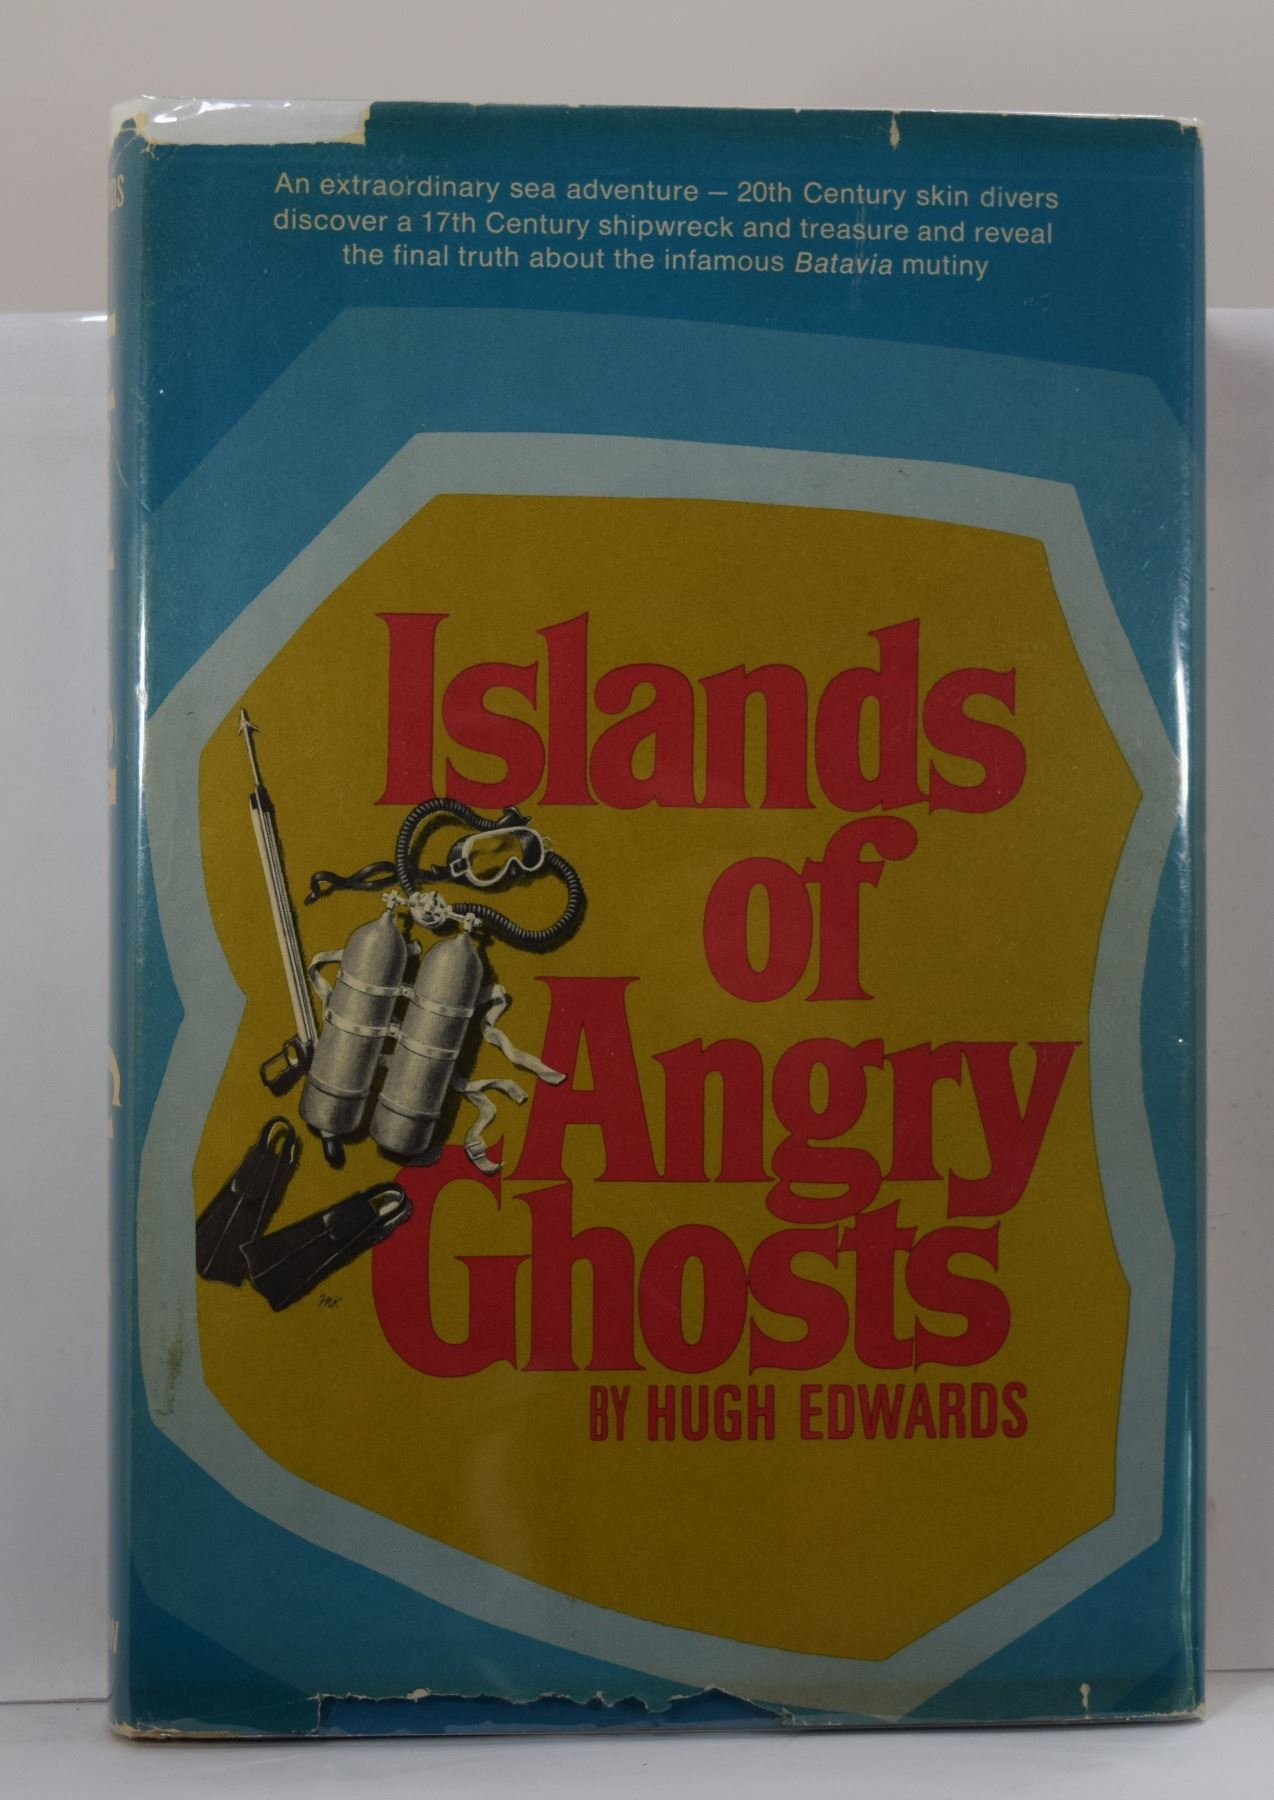 An extraordinary sea adventure – 20th Century skin divers
discover a 17th Century shipwreck and treasure and reveal
the final truth about the infamous Batavia mutiny
Islands
of
Angry
Ghosts
BY HUGH EDWARDS
MK